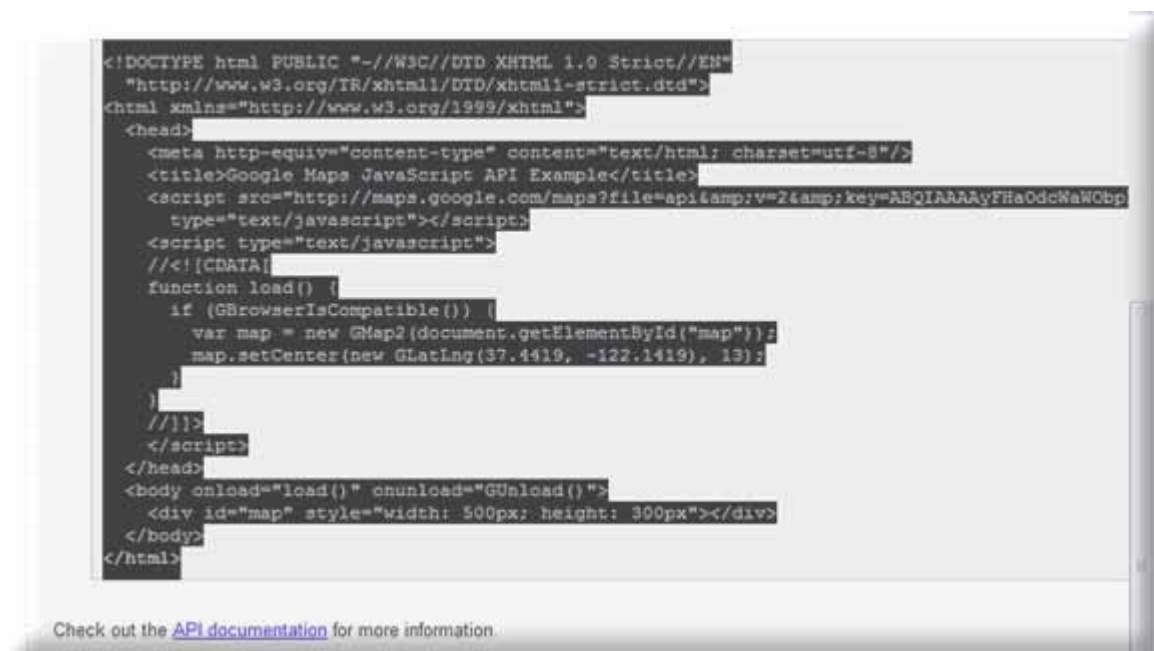 <!DOCTYPE html PUBLIC "-//W3C//DTD XHTML 1.0 Strict//EN"
"http://www.w3.org/TR/xhtml1/DTD/xhtml1-strict.dtd">
<html xmlns="http://www.w3.org/1999/xhtml">
<head>
<meta http-equiv="content-type" content="text/html; charset=utf-8"/>
<title>Google Maps JavaScript API Example</title>
<script src="http://maps.google.com/maps?file=api&amp;v=2&amp;key=ABQIAAAAyFHaOdcWaWObp
type="text/javascript"></script>
<script type="text/javascript">
//<![CDATA[
function load() {
if (GBrowserIsCompatible()) {
var map = new GMap2(document.getElementById("map"));
map.setCenter(new GLatLng(37.4419, -122.1419), 13);
}
}
//]]>
</script>
</head>
<body onload="load()" onunload="GUnload()">
<div id="map" style="width: 500px; height: 300px"></div>
</body>
</html>
Check out the API documentation for more information.